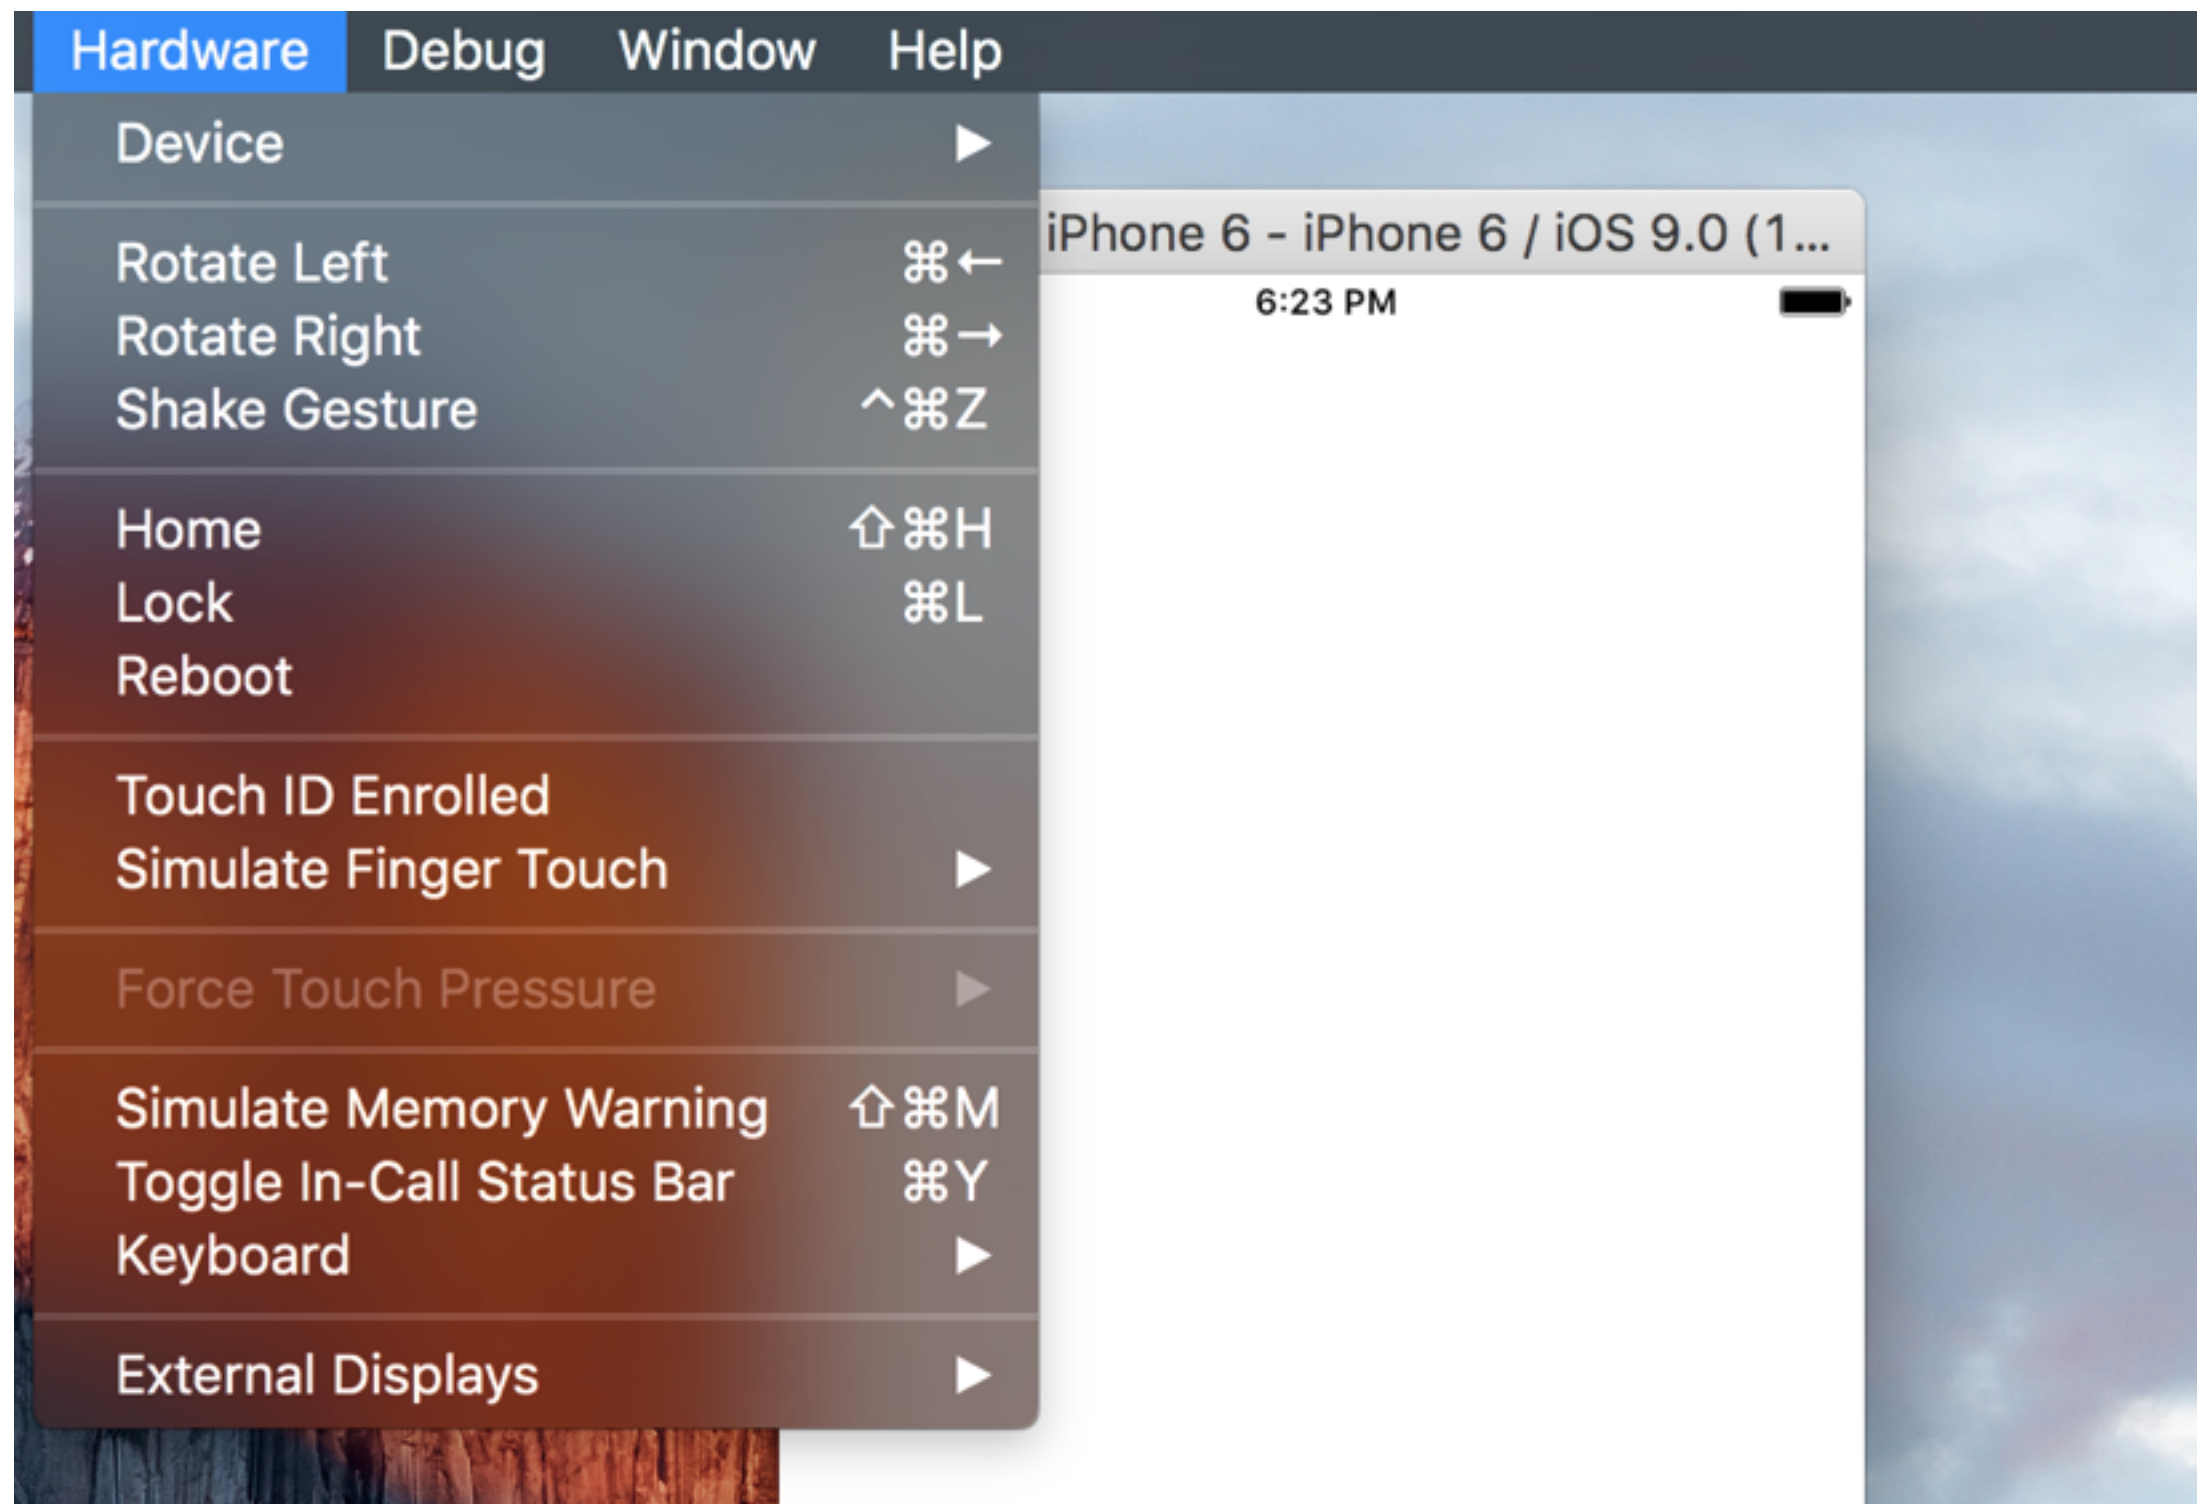 Hardware Debug Window Help
Device ▶
Rotate Left ⌘←
Rotate Right ⌘→
Shake Gesture ^⌘Z
Home ⇧⌘H
Lock ⌘L
Reboot
Touch ID Enrolled
Simulate Finger Touch ▶
Force Touch Pressure ▶
Simulate Memory Warning ⇧⌘M
Toggle In-Call Status Bar ⌘Y
Keyboard ▶
External Displays ▶
iPhone 6 - iPhone 6 / iOS 9.0 (1...
6:23 PM